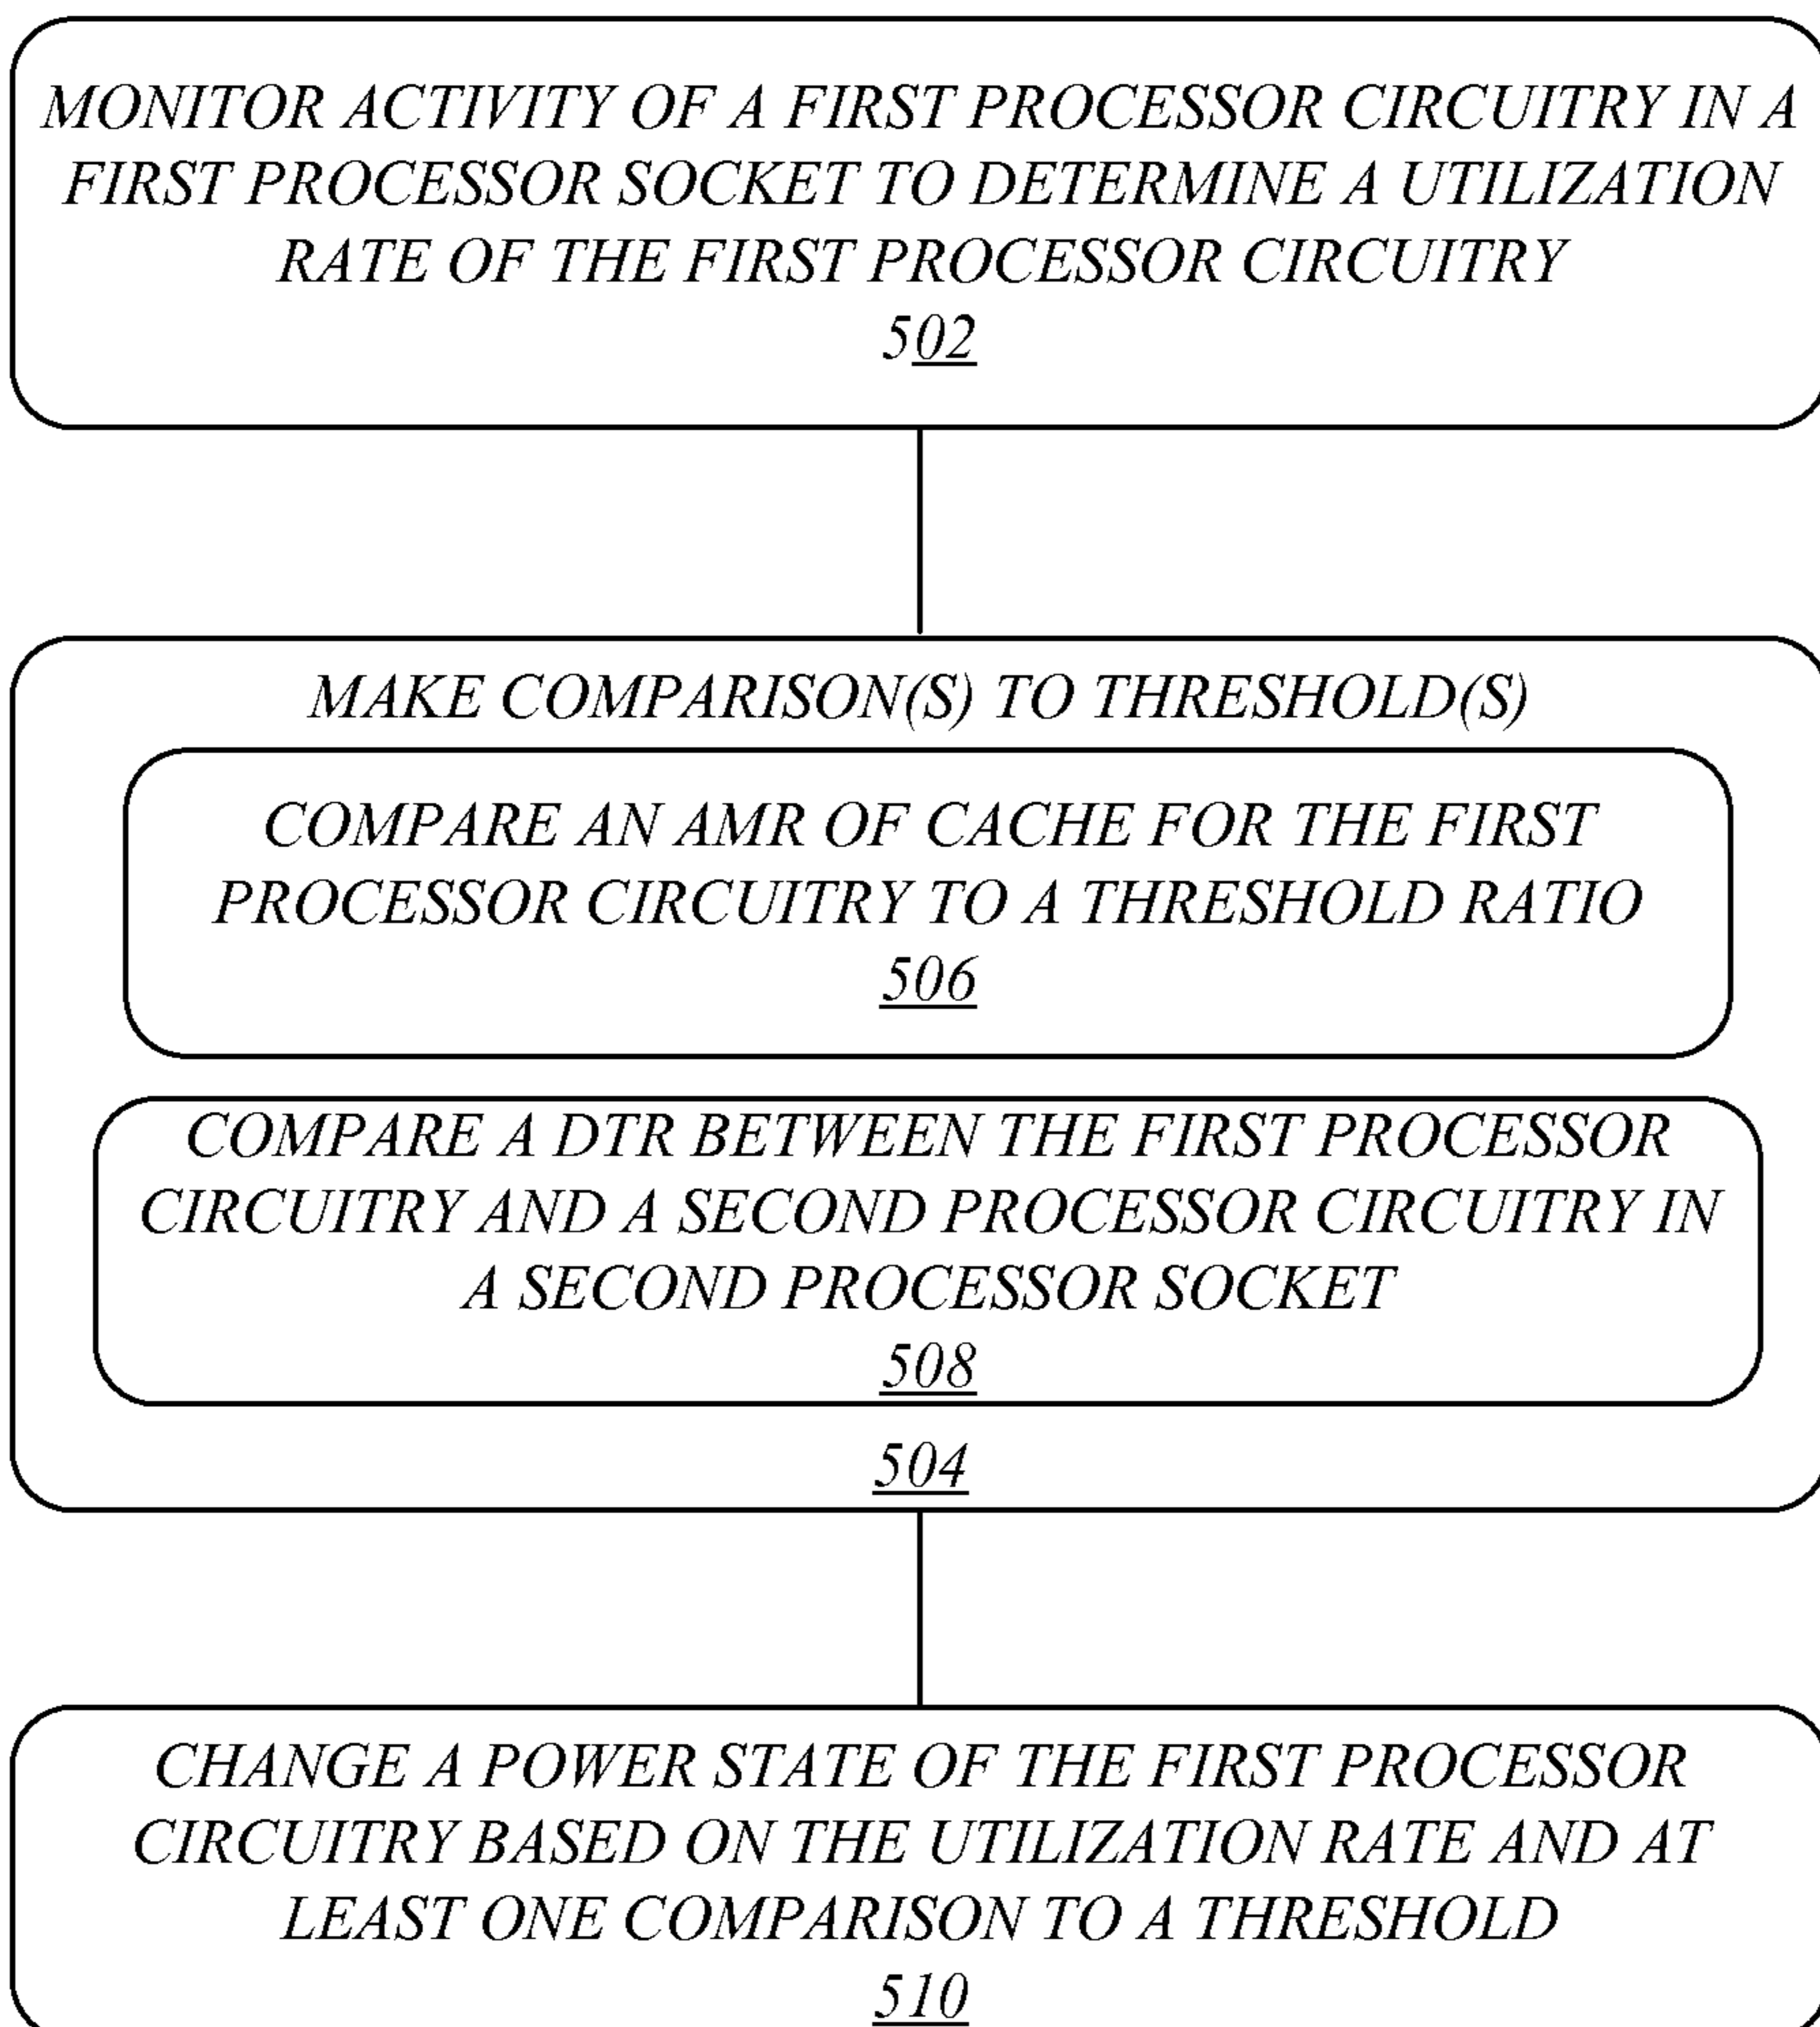 MONITOR ACTIVITY OF A FIRST PROCESSOR CIRCUITRY IN A
FIRST PROCESSOR SOCKET TO DETERMINE A UTILIZATION
RATE OF THE FIRST PROCESSOR CIRCUITRY
502
MAKE COMPARISON(S) TO THRESHOLD(S)
COMPARE AN AMR OF CACHE FOR THE FIRST
PROCESSOR CIRCUITRY TO A THRESHOLD RATIO
506
COMPARE A DTR BETWEEN THE FIRST PROCESSOR
CIRCUITRY AND A SECOND PROCESSOR CIRCUITRY IN
A SECOND PROCESSOR SOCKET
508
504
CHANGE A POWER STATE OF THE FIRST PROCESSOR
CIRCUITRY BASED ON THE UTILIZATION RATE AND AT
LEAST ONE COMPARISON TO A THRESHOLD
510